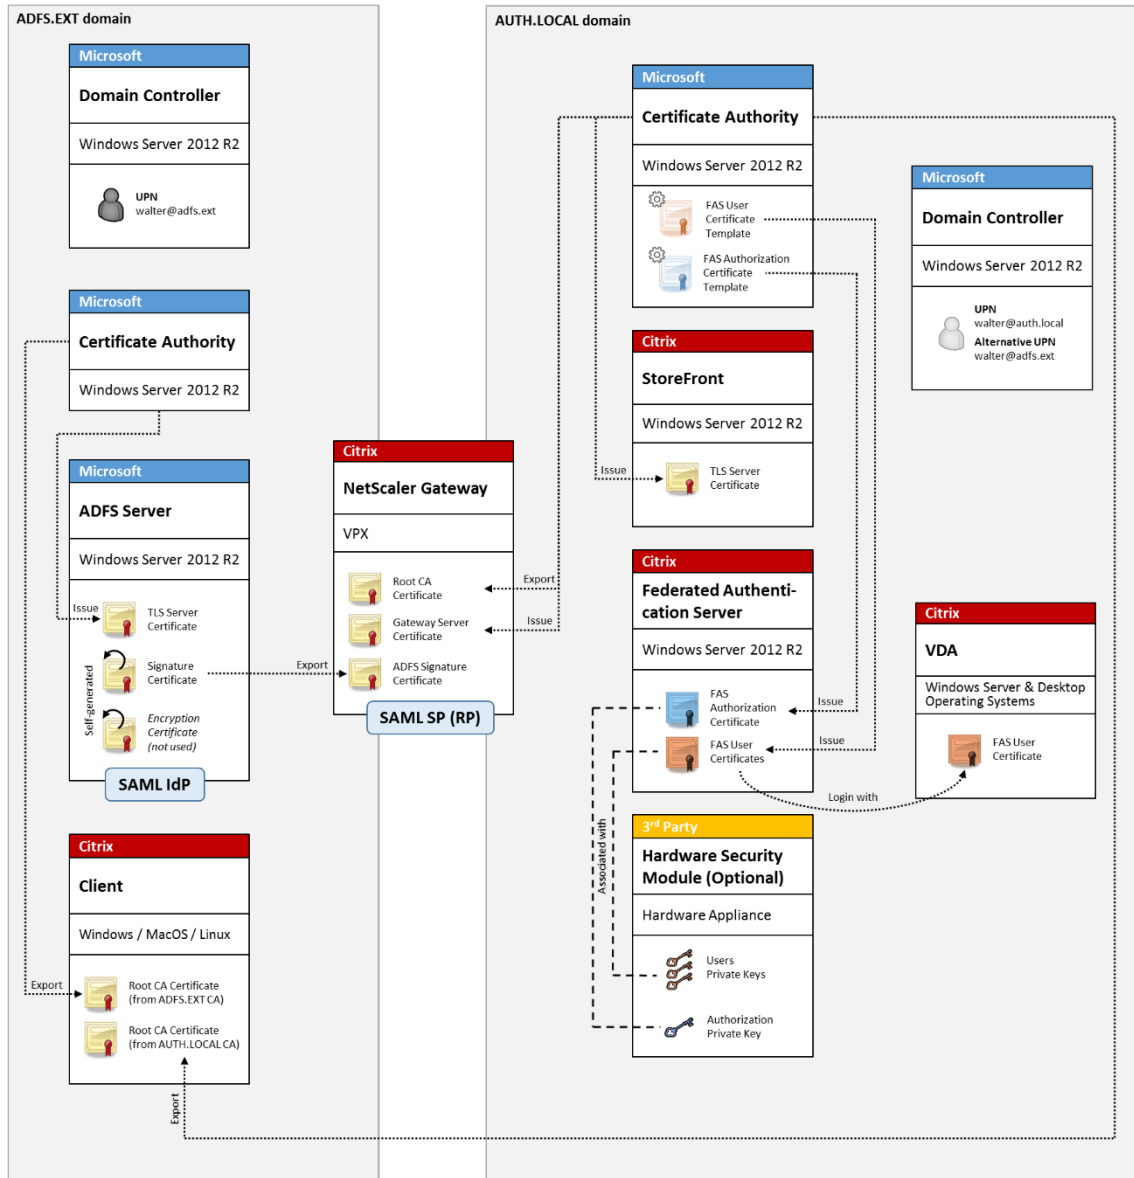 ADFS.EXT domain
Microsoft
Domain Controller
Windows Server 2012 R2
UPN
walter@adfs.ext
Microsoft
Certificate Authority
Windows Server 2012 R2
Microsoft
ADFS Server
Windows Server 2012 R2
Issue
TLS Server
Certificate
Self-generated
Signature
Certificate
Export
Encryption
Certificate
(not used)
SAML IdP
Citrix
Client
Windows / MacOS / Linux
Export
Root CA Certificate
(from ADFS.EXT CA)
Root CA Certificate
(from AUTH.LOCAL CA)
Export
Citrix
NetScaler Gateway
VPX
Root CA
Certificate
Export
Gateway Server
Certificate
Issue
ADFS Signature
Certificate
SAML SP (RP)
AUTH.LOCAL domain
Microsoft
Certificate Authority
Windows Server 2012 R2
FAS User
Certificate
Template
FAS Authorization
Certificate
Template
Citrix
StoreFront
Windows Server 2012 R2
Issue
TLS Server
Certificate
Citrix
Federated Authenti-
cation Server
Windows Server 2012 R2
FAS
Authorization
Certificate
Issue
FAS User
Certificates
Issue
Login with
Associated with
3rd Party
Hardware Security
Module (Optional)
Hardware Appliance
Users
Private Keys
Authorization
Private Key
Microsoft
Domain Controller
Windows Server 2012 R2
UPN
walter@auth.local
Alternative UPN
walter@adfs.ext
Citrix
VDA
Windows Server & Desktop
Operating Systems
FAS User
Certificate